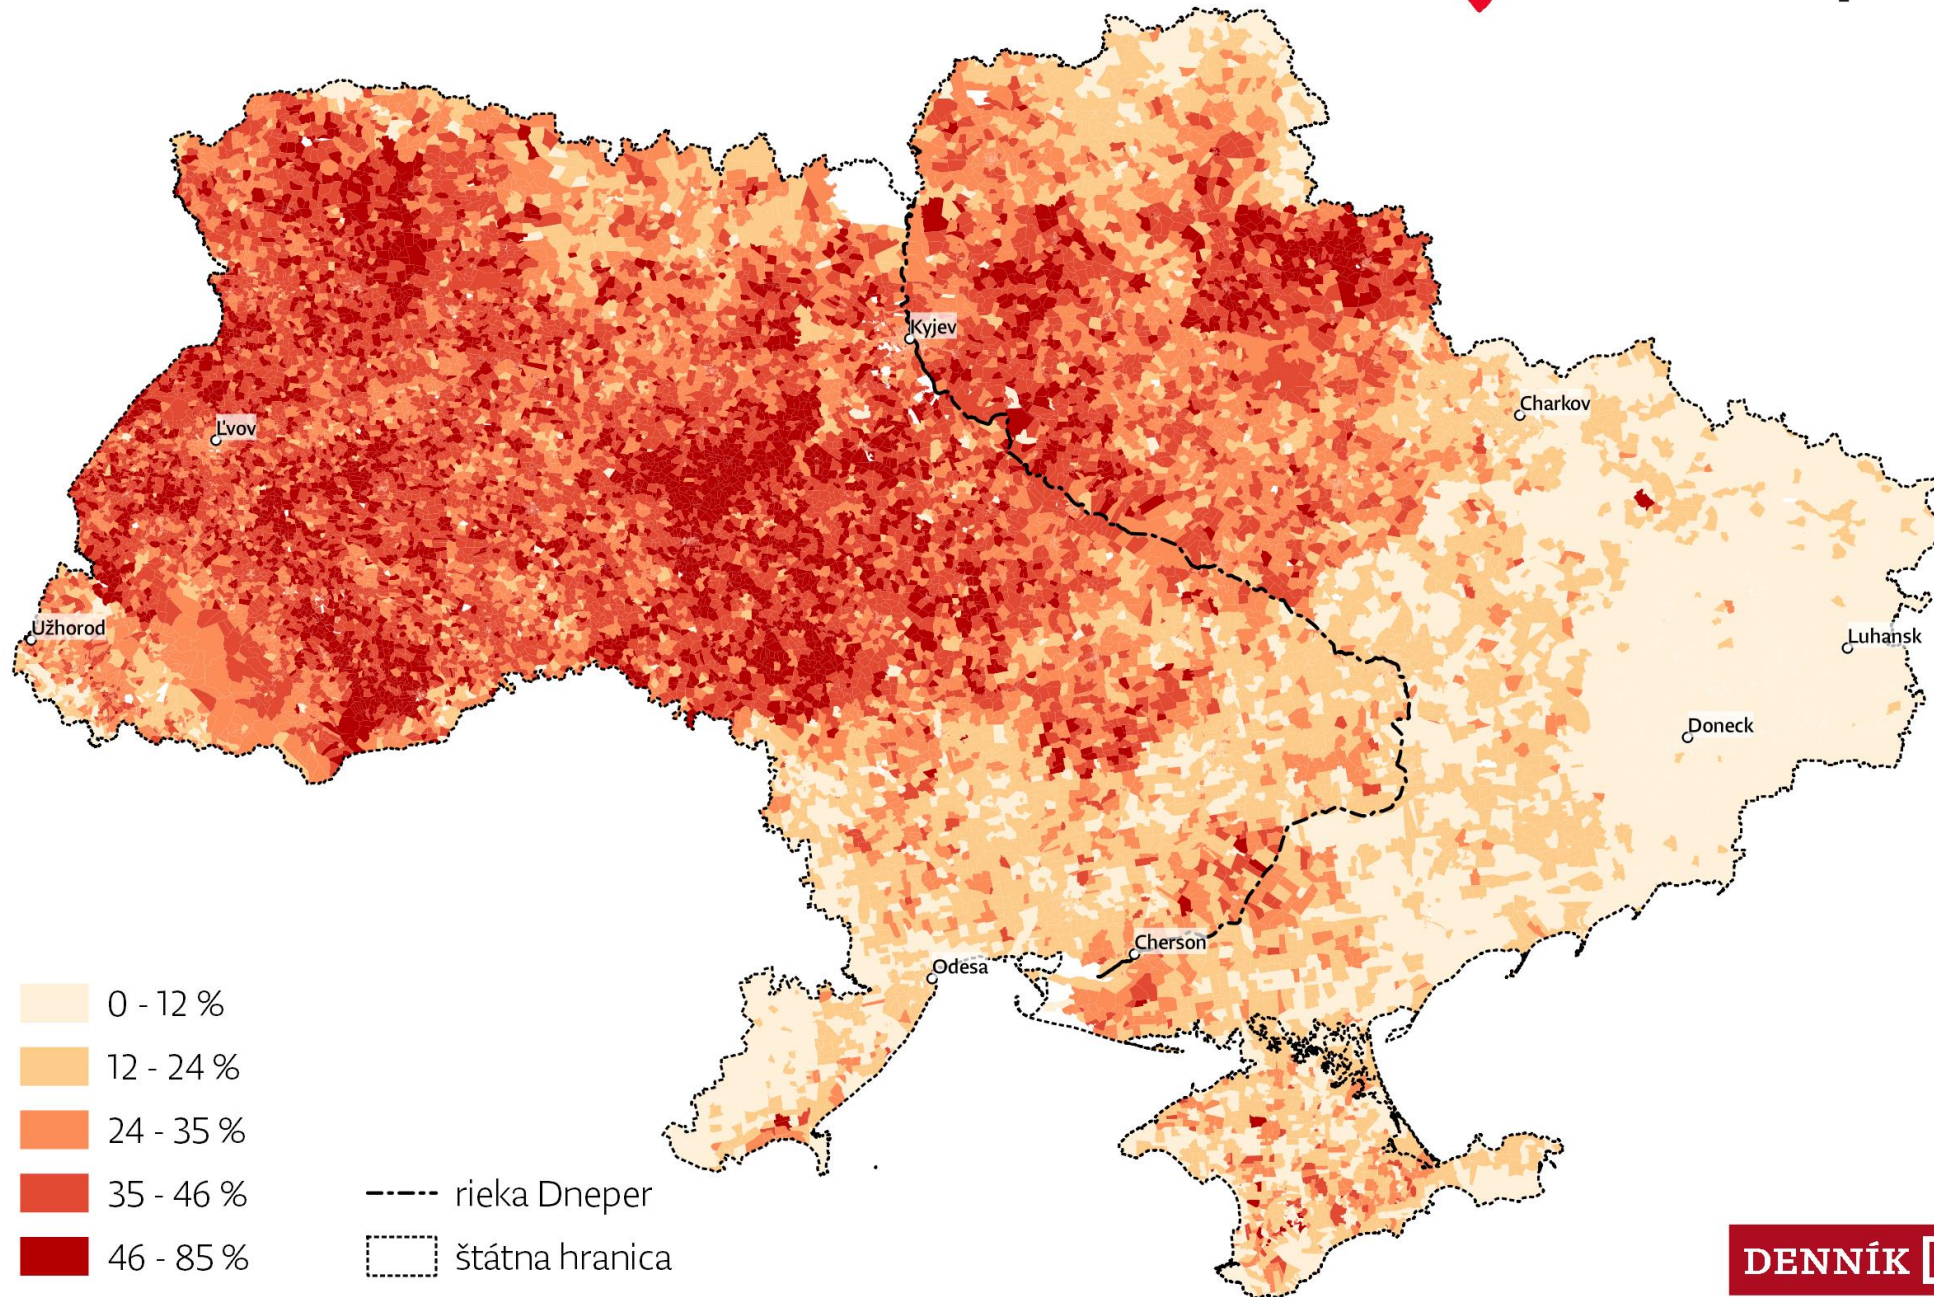 Kyjev
Charkov
Ľvov
Užhorod
Luhansk
Doneck
Cherson
Odesa
0 - 12 %
12 - 24 %
24 - 35 %
35 - 46 %
46 - 85 %
rieka Dneper
štátna hranica
DENNÍK